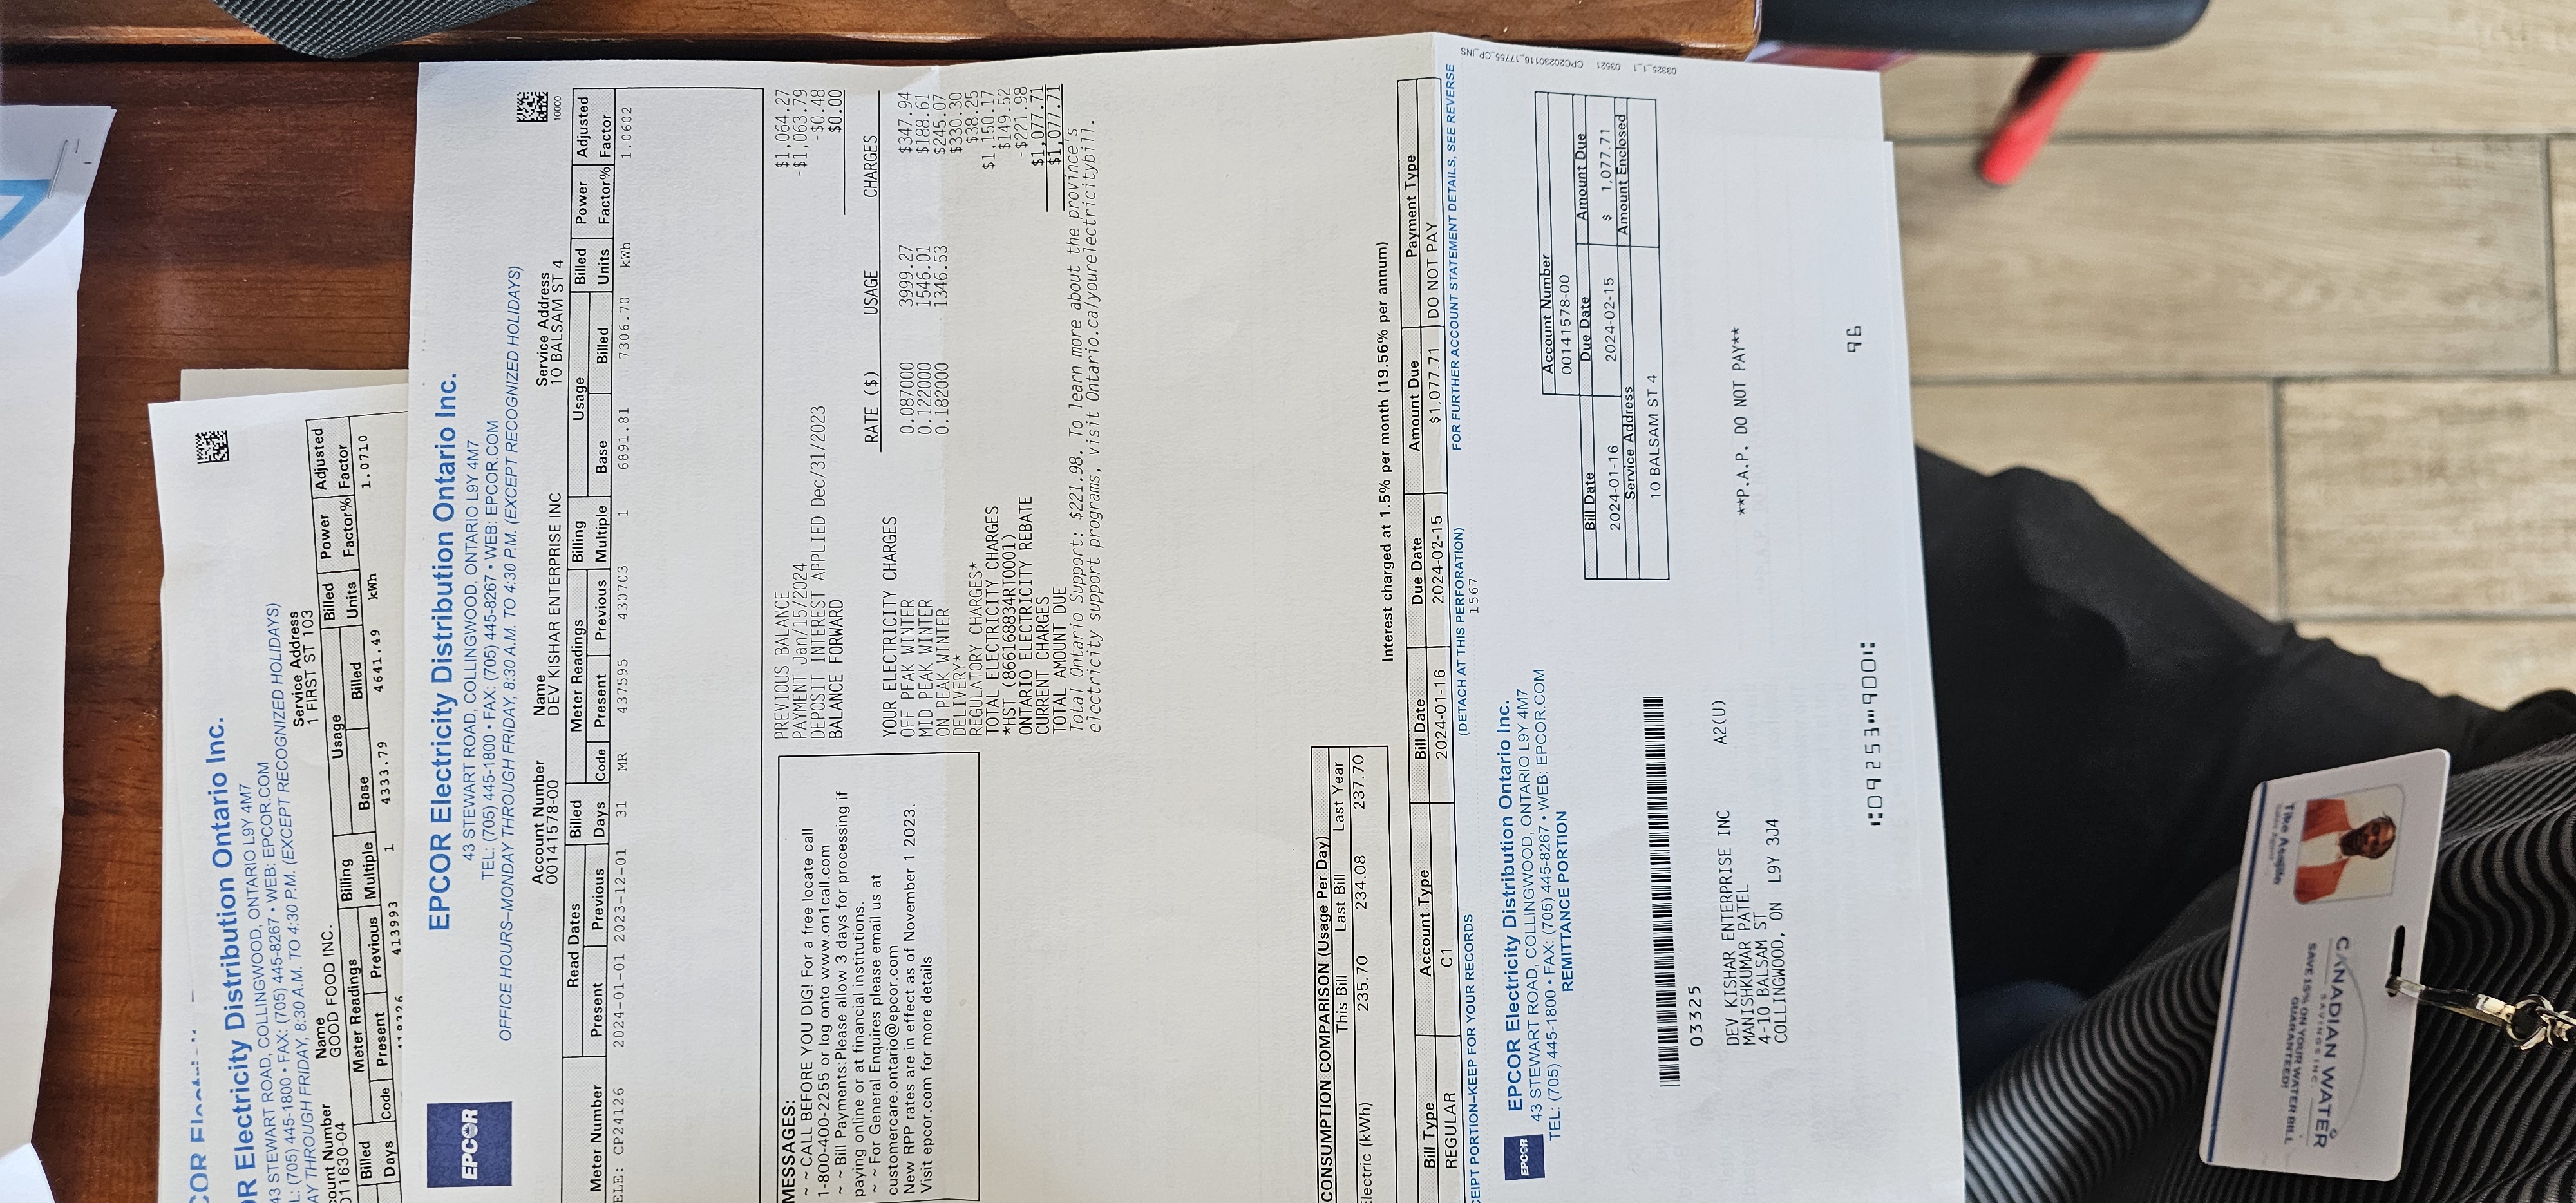 OR Electricity Distribution Ontario Inc.
43 STEWART ROAD, COLLINGWOOD, ONTARIO L9Y 4M7
L: (705) 445-1800 • FAX: (705) 445-8267 • WEB: EPCOR.COM
AY THROUGH FRIDAY, 8:30 A.M. TO 4:30 P.M. (EXCEPT RECOGNIZED HOLIDAYS)
count Number Name Service Address
011630-04 GOOD FOOD INC. 1 FIRST ST 103
Billed Meter Readings Billing Usage Billed Power Adjusted
Days Code Present Previous Multiple Base Billed Units Factor% Factor
418326 413993 1 4333.79 4641.49 kWh 1.0710
EPCOR
EPCOR Electricity Distribution Ontario Inc.
43 STEWART ROAD, COLLINGWOOD, ONTARIO L9Y 4M7
TEL: (705) 445-1800 • FAX: (705) 445-8267 • WEB: EPCOR.COM
OFFICE HOURS–MONDAY THROUGH FRIDAY, 8:30 A.M. TO 4:30 P.M. (EXCEPT RECOGNIZED HOLIDAYS)
Account Number Name Service Address
00141578-00 DEV KISHAR ENTERPRISE INC 10 BALSAM ST 4
10000
Read Dates Billed Meter Readings Billing Usage Billed Power Adjusted
Meter Number Present Previous Days Code Present Previous Multiple Base Billed Units Factor% Factor
ELE: CP24126 2024-01-01 2023-12-01 31 MR 437595 430703 1 6891.81 7306.70 kWh 1.0602
MESSAGES:
~ ~ CALL BEFORE YOU DIG! For a free locate call
1-800-400-2255 or log onto www.on1call.com
~ ~ Bill Payments:Please allow 3 days for processing if
paying online or at financial institutions.
~ ~ For General Enquires please email us at
customercare.ontario@epcor.com
New RPP rates are in effect as of November 1 2023.
Visit epcor.com for more details
PREVIOUS BALANCE $1,064.27
PAYMENT Jan/15/2024 -$1,063.79
DEPOSIT INTEREST APPLIED Dec/31/2023 -$0.48
BALANCE FORWARD $0.00
RATE ($) USAGE CHARGES
YOUR ELECTRICITY CHARGES
OFF PEAK WINTER 0.087000 3999.27 $347.94
MID PEAK WINTER 0.122000 1546.01 $188.61
ON PEAK WINTER 0.182000 1346.53 $245.07
DELIVERY* $330.30
REGULATORY CHARGES* $38.25
TOTAL ELECTRICITY CHARGES $1,150.17
*HST (866168834RT0001) $149.52
ONTARIO ELECTRICITY REBATE -$221.98
CURRENT CHARGES $1,077.71
TOTAL AMOUNT DUE $1,077.71
Total Ontario Support: $221.98. To learn more about the province's
electricity support programs, visit Ontario.ca/yourelectricitybill.
CONSUMPTION COMPARISON (Usage Per Day)
This Bill Last Bill Last Year
Electric (kWh) 235.70 234.08 237.70
Interest charged at 1.5% per month (19.56% per annum)
Bill Type Account Type Bill Date Due Date Amount Due Payment Type
REGULAR C1 2024-01-16 2024-02-15 $1,077.71 DO NOT PAY
CEIPT PORTION–KEEP FOR YOUR RECORDS (DETACH AT THIS PERFORATION) FOR FURTHER ACCOUNT STATEMENT DETAILS, SEE REVERSE
1567
EPCOR
EPCOR Electricity Distribution Ontario Inc.
43 STEWART ROAD, COLLINGWOOD, ONTARIO L9Y 4M7
TEL: (705) 445-1800 • FAX: (705) 445-8267 • WEB: EPCOR.COM
REMITTANCE PORTION
Account Number
00141578-00
Bill Date Due Date Amount Due
2024-01-16 2024-02-15 $ 1,077.71
Service Address Amount Enclosed
10 BALSAM ST 4
03325_1_1 03521 CPC20230116_17755_CP_INS
03325
DEV KISHAR ENTERPRISE INC A2(U)
MANISHKUMAR PATEL
4-10 BALSAM ST
COLLINGWOOD, ON L9Y 3J4
**P.A.P. DO NOT PAY**
⑆09253⑉900⑆ 96
CANADIAN WATER
SAVINGS INC.
SAVE 15% ON YOUR WATER BILL
GUARANTEED!
Sales Agent